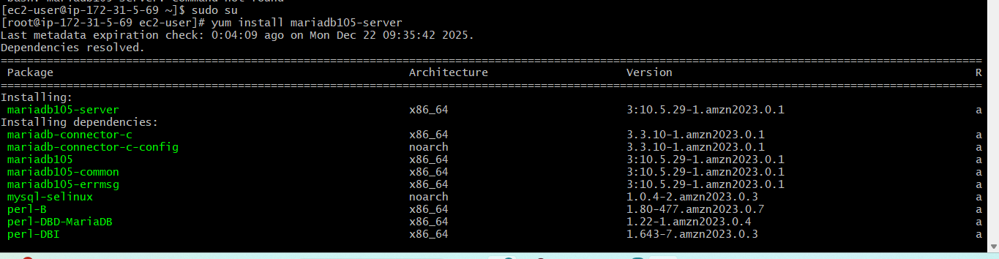 [ec2-user@ip-172-31-5-69 ~]$ sudo su
[root@ip-172-31-5-69 ec2-user]# yum install mariadb105-server
Last metadata expiration check: 0:04:09 ago on Mon Dec 22 09:35:42 2025.
Dependencies resolved.
================================================================================
Package Architecture Version R
================================================================================
Installing:
mariadb105-server x86_64 3:10.5.29-1.amzn2023.0.1 a
Installing dependencies:
mariadb-connector-c x86_64 3.3.10-1.amzn2023.0.1 a
mariadb-connector-c-config noarch 3.3.10-1.amzn2023.0.1 a
mariadb105 x86_64 3:10.5.29-1.amzn2023.0.1 a
mariadb105-common x86_64 3:10.5.29-1.amzn2023.0.1 a
mariadb105-errmsg x86_64 3:10.5.29-1.amzn2023.0.1 a
mysql-selinux noarch 1.0.4-2.amzn2023.0.3 a
perl-B x86_64 1.80-477.amzn2023.0.7 a
perl-DBD-MariaDB x86_64 1.22-1.amzn2023.0.4 a
perl-DBI x86_64 1.643-7.amzn2023.0.3 a